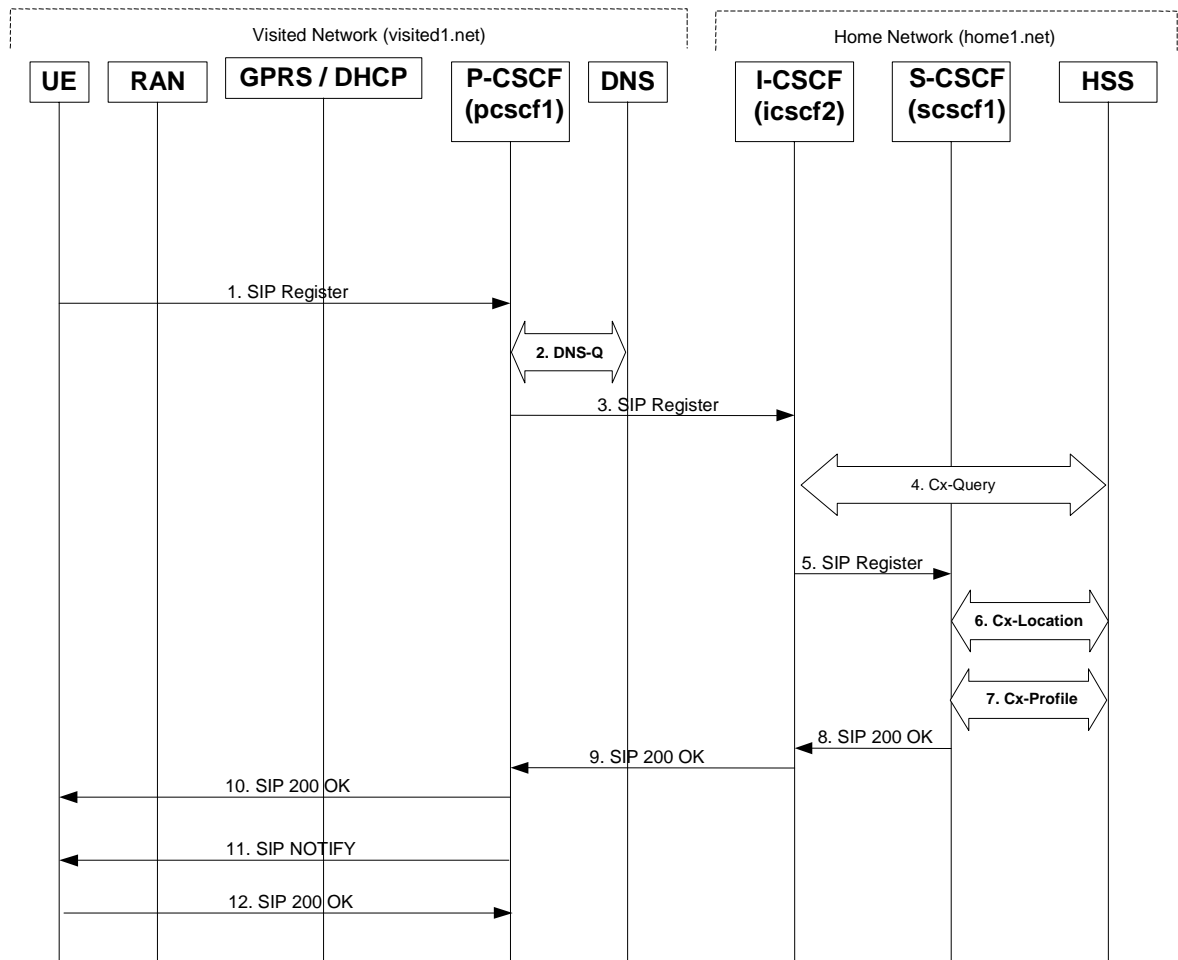 Visited Network (visited1.net)
Home Network (home1.net)
UE
RAN
GPRS / DHCP
P-CSCF
(pcscf1)
DNS
I-CSCF
(icscf2)
S-CSCF
(scscf1)
HSS
1. SIP Register
2. DNS-Q
3. SIP Register
4. Cx-Query
5. SIP Register
6. Cx-Location
7. Cx-Profile
8. SIP 200 OK
9. SIP 200 OK
10. SIP 200 OK
11. SIP NOTIFY
12. SIP 200 OK